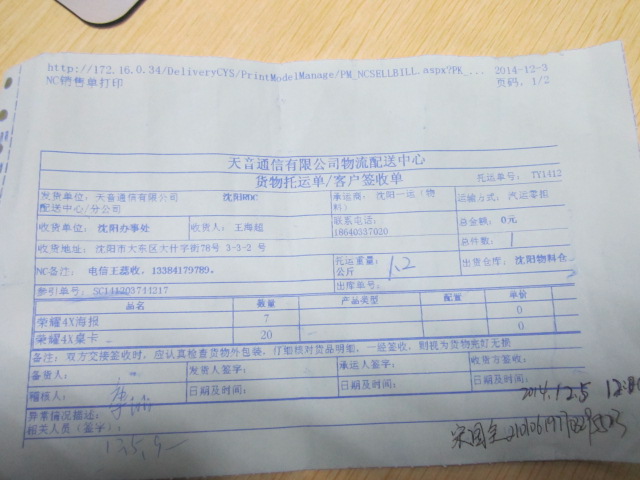 http://172.16.0.34/DeliveryCYS/PrintModelManage/PM_NCSELLBILL.aspx?PK_... 2014-12-3
NC销售单打印 页码, 1/2
天音通信有限公司物流配送中心
货物托运单/客户签收单 托运单号: TY1412
发货单位: 天音通信有限公司配送中心/分公司 沈阳RDC 承运商: 沈阳一运(物料) 运输方式: 汽运零担
收货单位: 沈阳办事处 收货人: 王海超 联系电话: 18640537020 总金额: 0元
收货地址: 沈阳市大东区大什字街78号 3-3-2 号 总件数: 1
NC备注: 电信王磊收, 13384179789。 托运重量: 公斤 1.2 出货仓库: 沈阳物料仓
参引单号: SC141203741217 出库单号:
品名 数量 产品类型 配置 单价
荣耀4X海报 7 0
荣耀4X桌卡 20 0
备注: 双方交接签收时, 应认真检查货物外包装, 仔细核对货品明细, 一经签收, 则视为货物完好无损
备货人: 发货人签字: 承运人签字: 收货方签收:
稽核人: 日期及时间: 日期及时间:
2014.12.5
异常情况描述:
相关人员(签字):